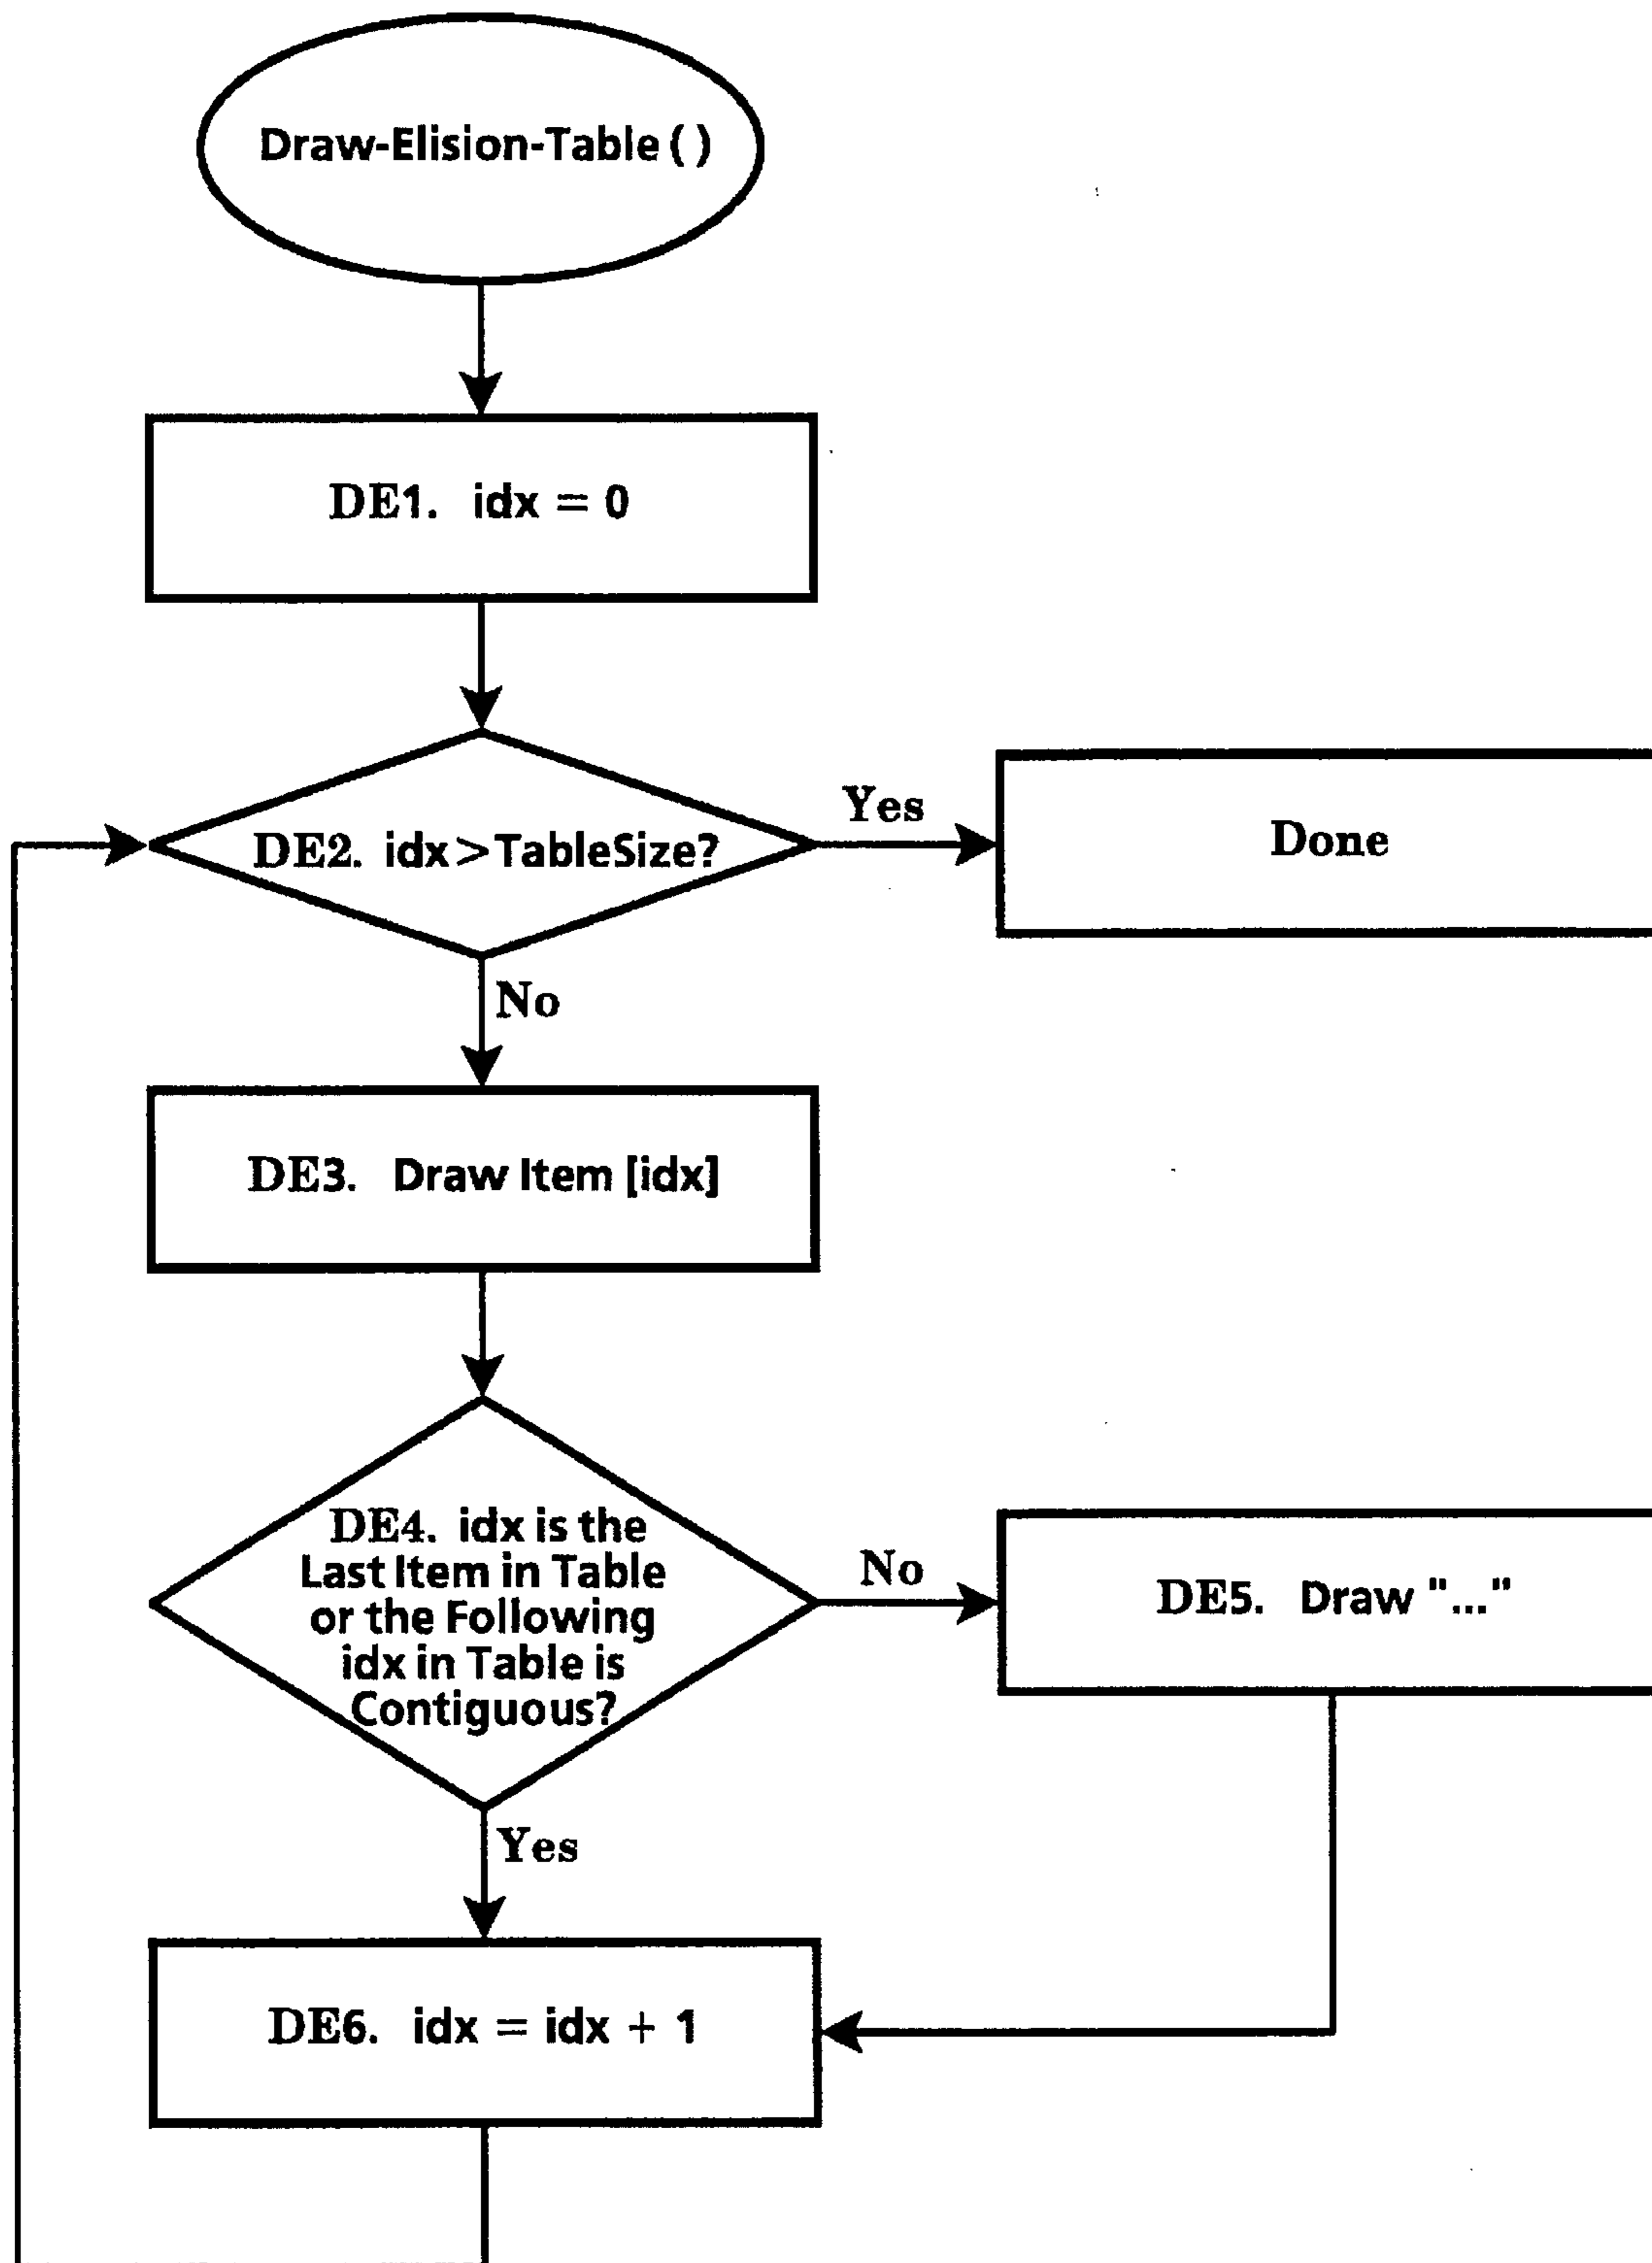 Draw-Elision-Table ( )
DE1. idx = 0
DE2. idx > TableSize?
Yes
Done
No
DE3. Draw Item [idx]
DE4. idx is the
Last Item in Table
or the Following
idx in Table is
Contiguous?
No
DE5. Draw "..."
Yes
DE6. idx = idx + 1